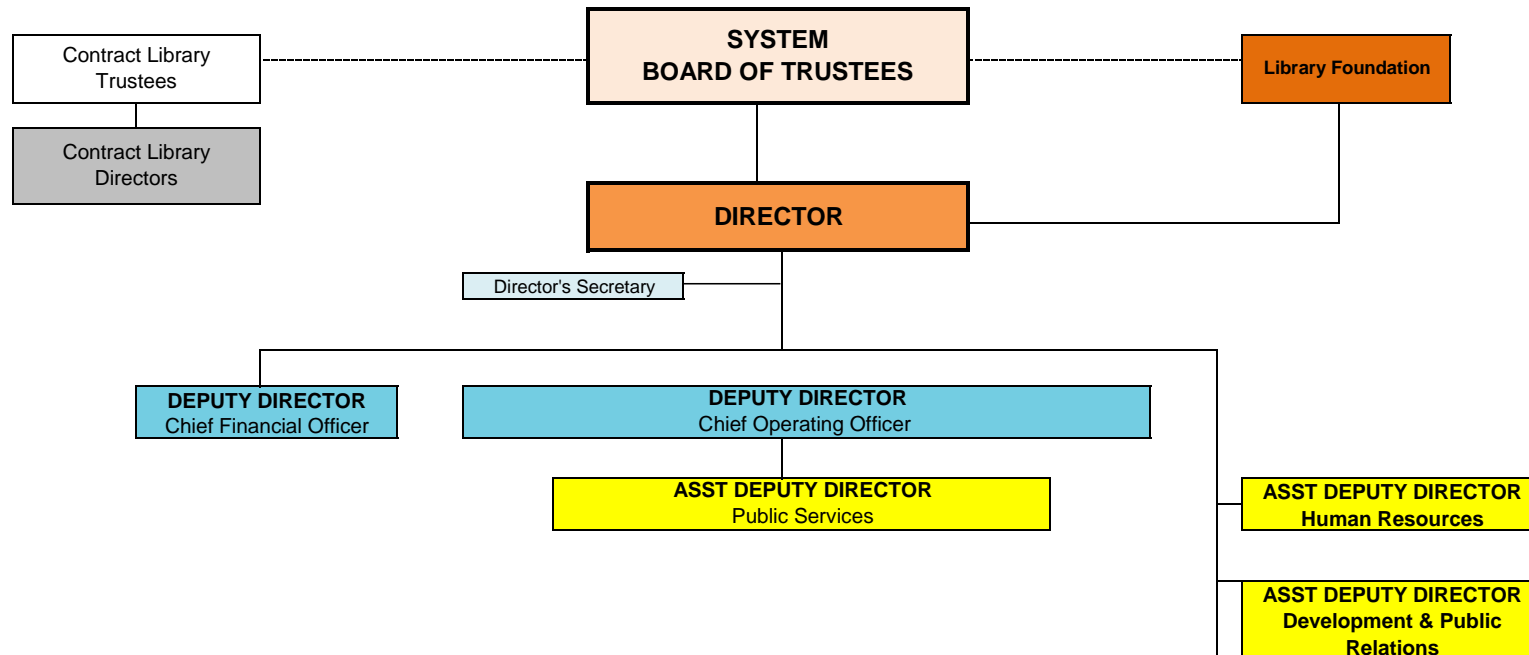 Contract Library
Trustees
SYSTEM
BOARD OF TRUSTEES
Library Foundation
Contract Library
Directors
DIRECTOR
Director's Secretary
DEPUTY DIRECTOR
Chief Financial Officer
DEPUTY DIRECTOR
Chief Operating Officer
ASST DEPUTY DIRECTOR
Public Services
ASST DEPUTY DIRECTOR
Human Resources
ASST DEPUTY DIRECTOR
Development & Public
Relations